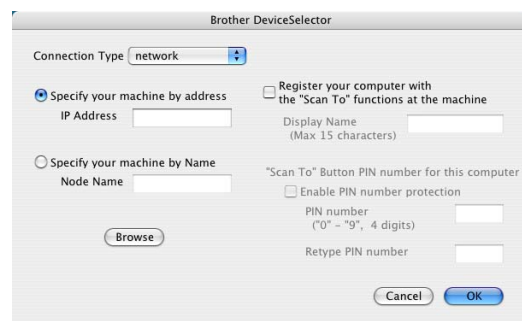 Brother DeviceSelector
Connection Type network
Specify your machine by address
IP Address
Specify your machine by Name
Node Name
Browse
Register your computer with
the "Scan To" functions at the machine
Display Name
(Max 15 characters)
"Scan To" Button PIN number for this computer
Enable PIN number protection
PIN number
("0" - "9", 4 digits)
Retype PIN number
Cancel OK